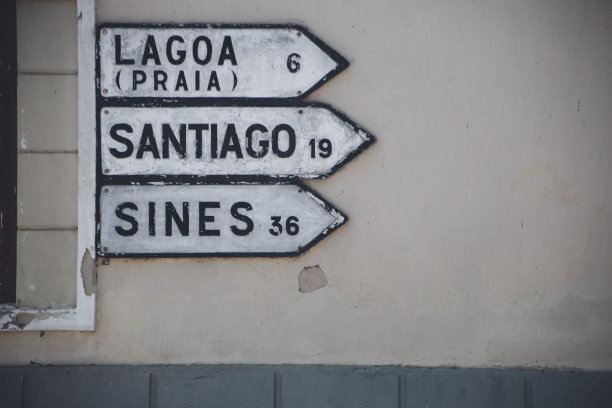 LAGOA 6
(PRAIA)
SANTIAGO 19
SINES 36